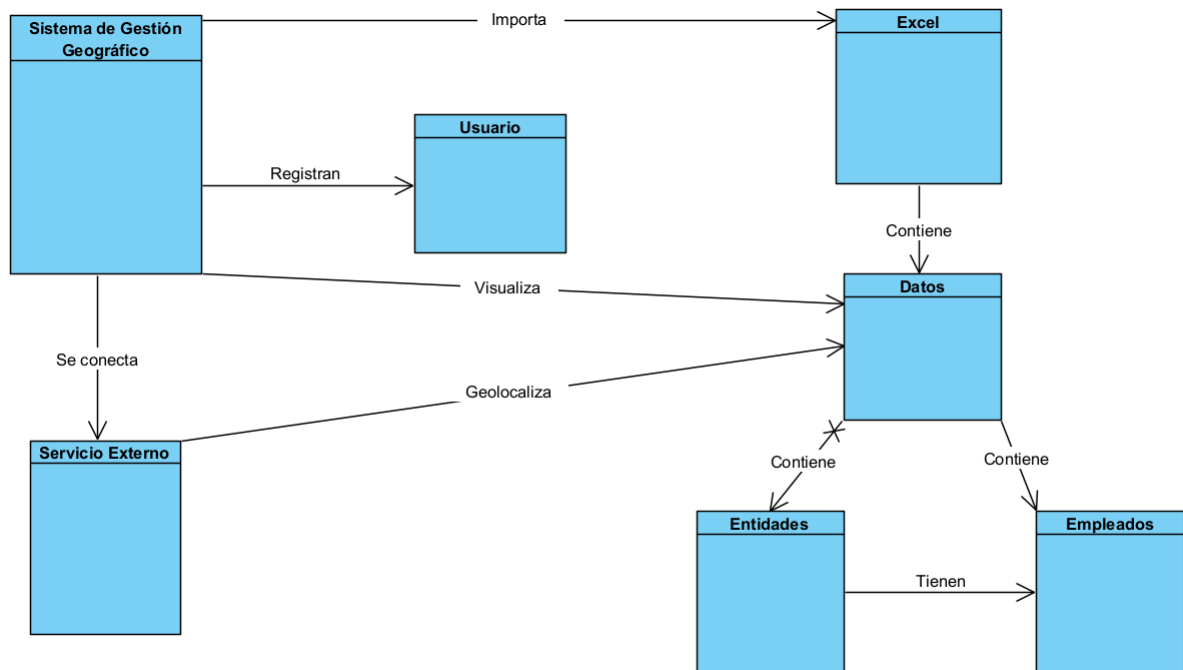 Sistema de Gestión
Geográfico
Importa
Excel
Usuario
Registran
Contiene
Visualiza
Datos
Se conecta
Geolocaliza
Servicio Externo
Contiene
Contiene
Entidades
Empleados
Tienen